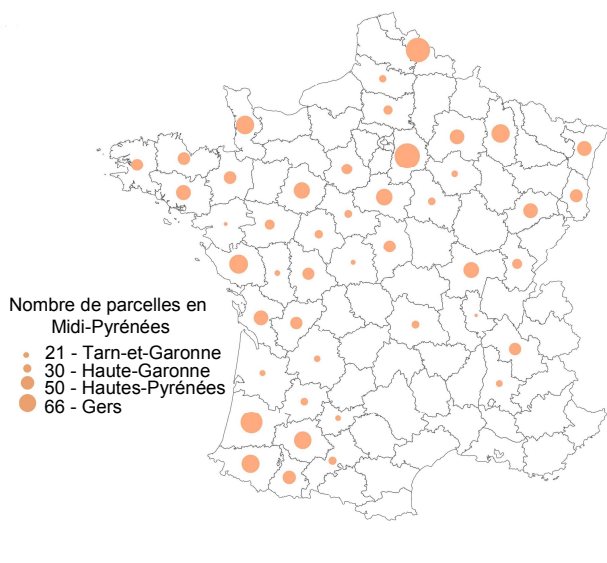 Nombre de parcelles en
Midi-Pyrénées
21 - Tarn-et-Garonne
30 - Haute-Garonne
50 - Hautes-Pyrénées
66 - Gers